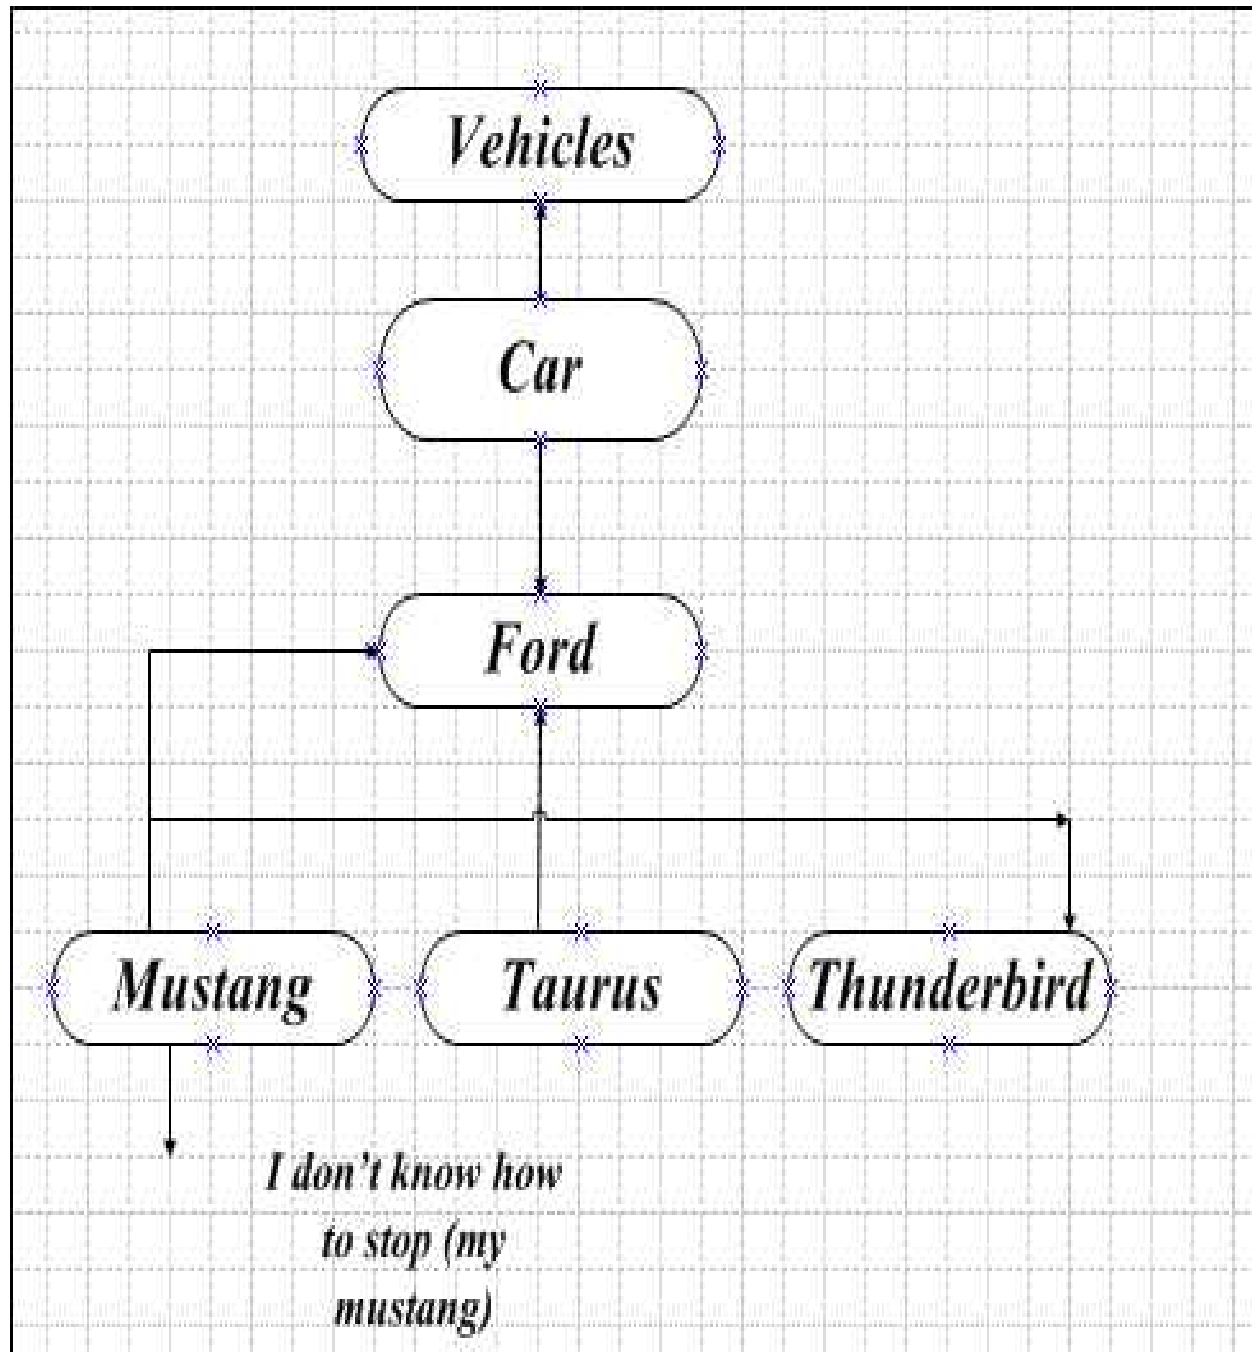 Vehicles
Car
Ford
Mustang
Taurus
Thunderbird
I don't know how
to stop (my
mustang)